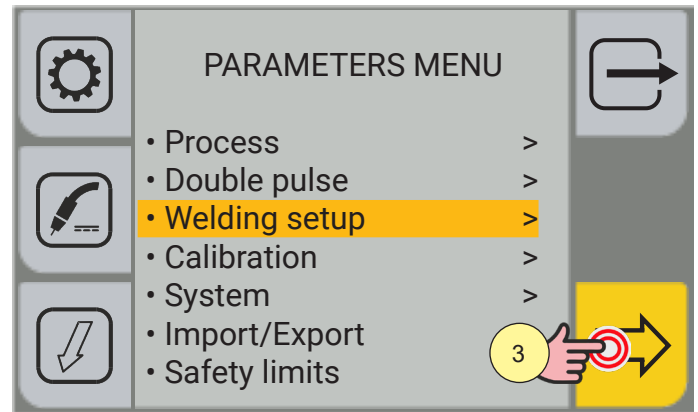 PARAMETERS MENU
• Process >
• Double pulse >
• Welding setup >
• Calibration >
• System >
• Import/Export
• Safety limits
3